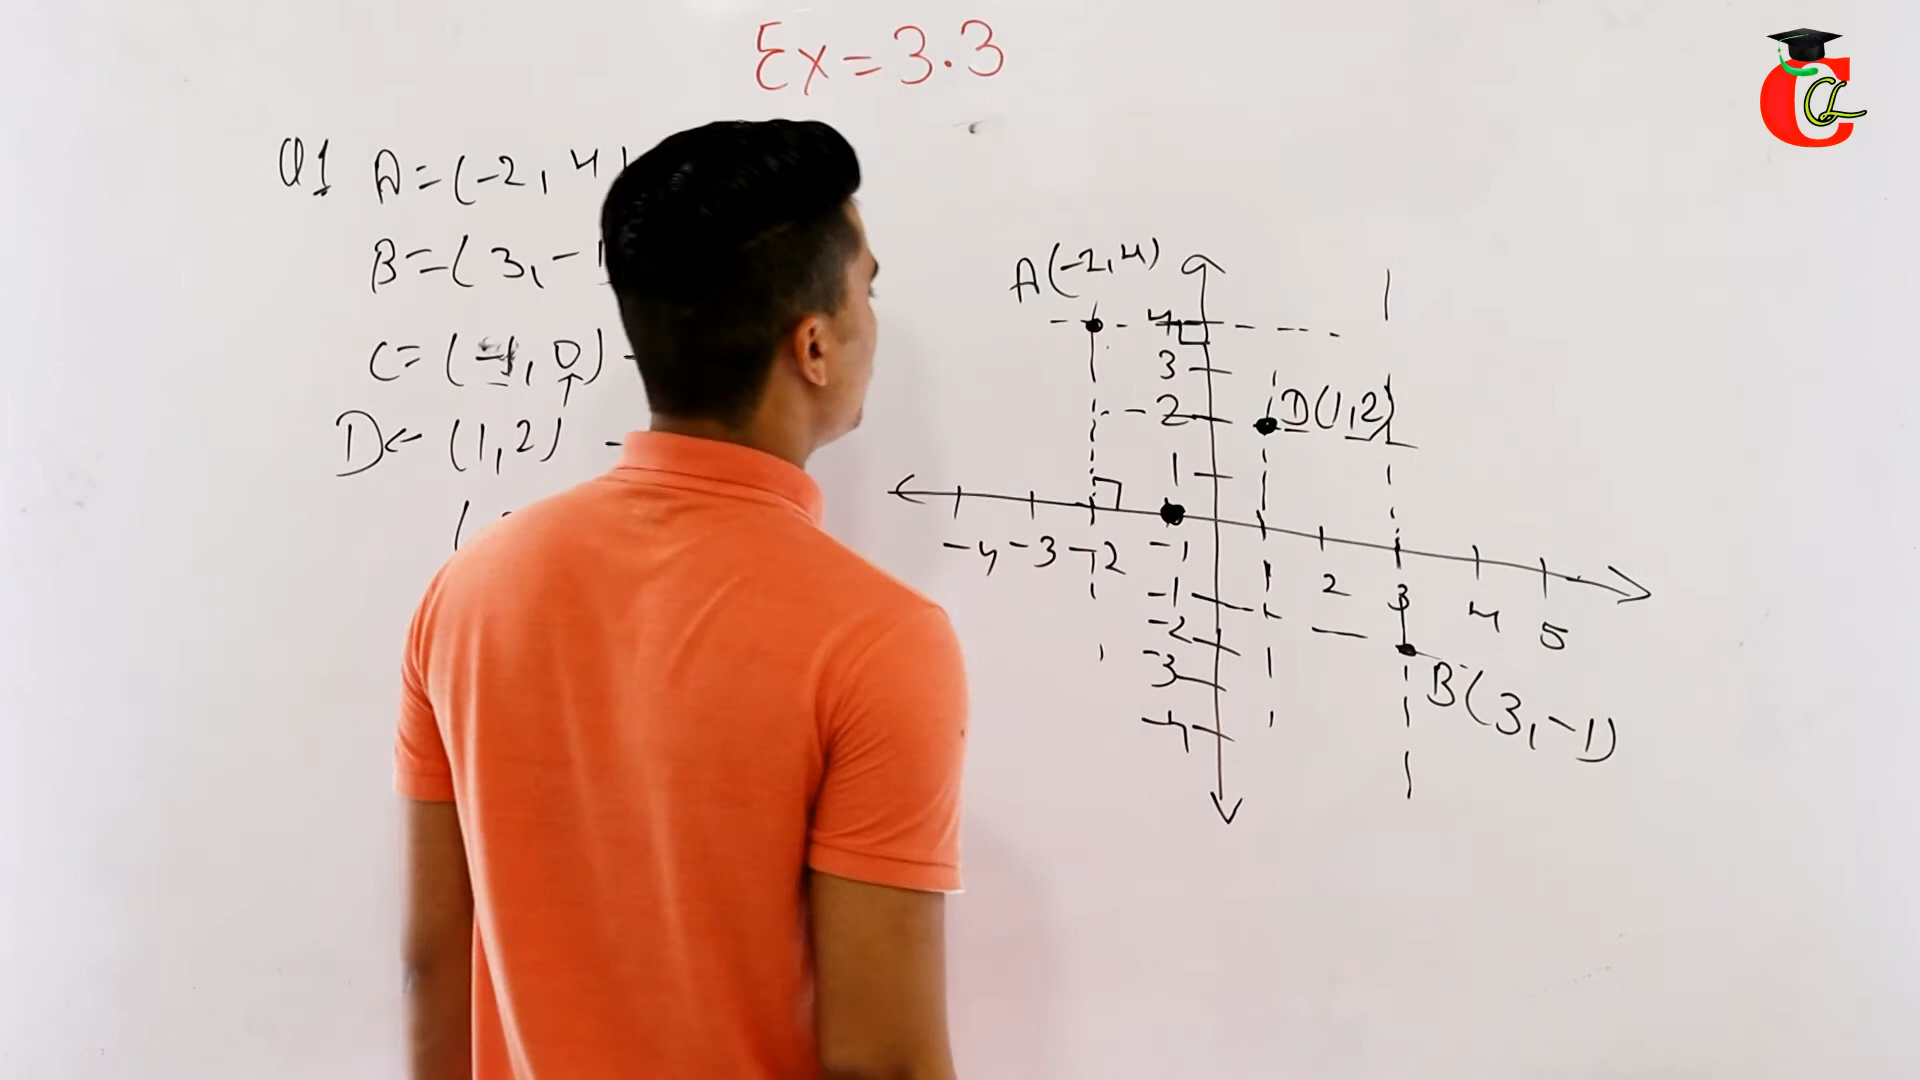 Ex = 3.3
Q1 A = (-2, 4
B = ( 3, -1
C = ( -1, 0) -
D ← (1,2) -
(
A(-2,4)
4
3
2
D(1,2)
1
-4 -3 -2 -1
2 3 4 5
-1
-2
-3
-4
B(3,-1)
CL